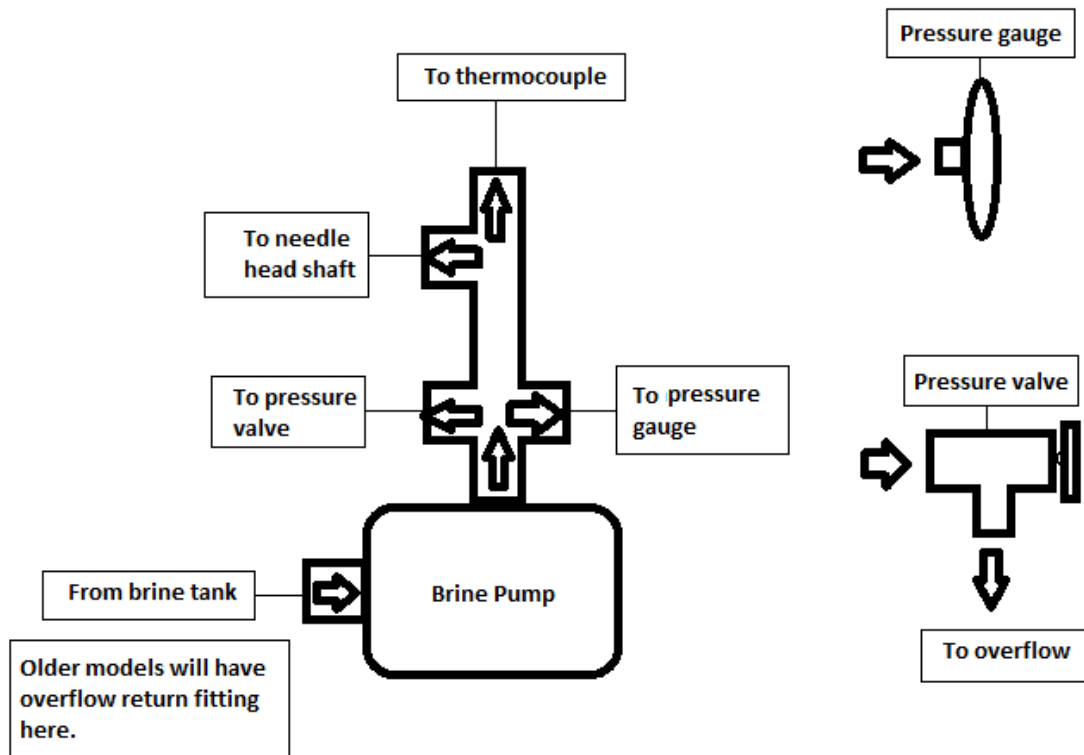 Pressure gauge
To thermocouple
To needle
head shaft
To pressure
valve
To pressure
gauge
Pressure valve
From brine tank
Brine Pump
Older models will have
overflow return fitting
here.
To overflow